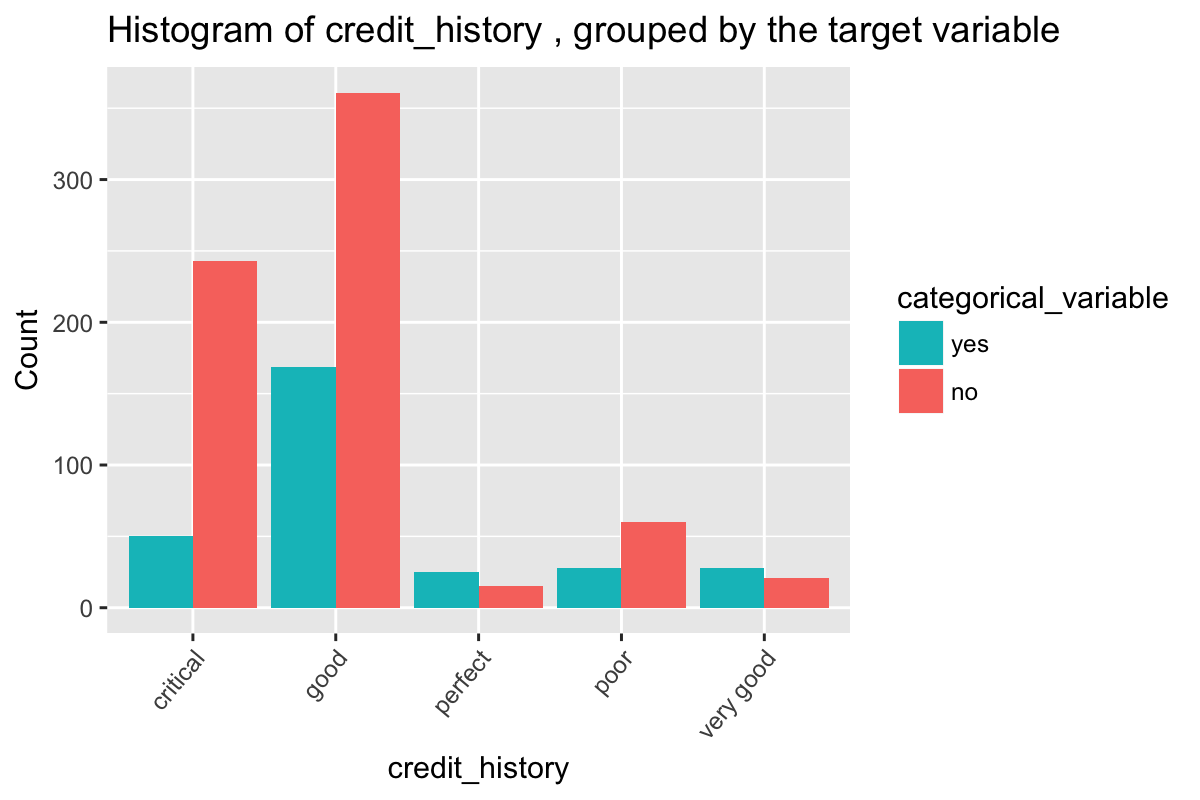 Histogram of credit_history , grouped by the target variable
Count
300
200
100
0
critical
good
perfect
poor
very good
credit_history
categorical_variable
yes
no